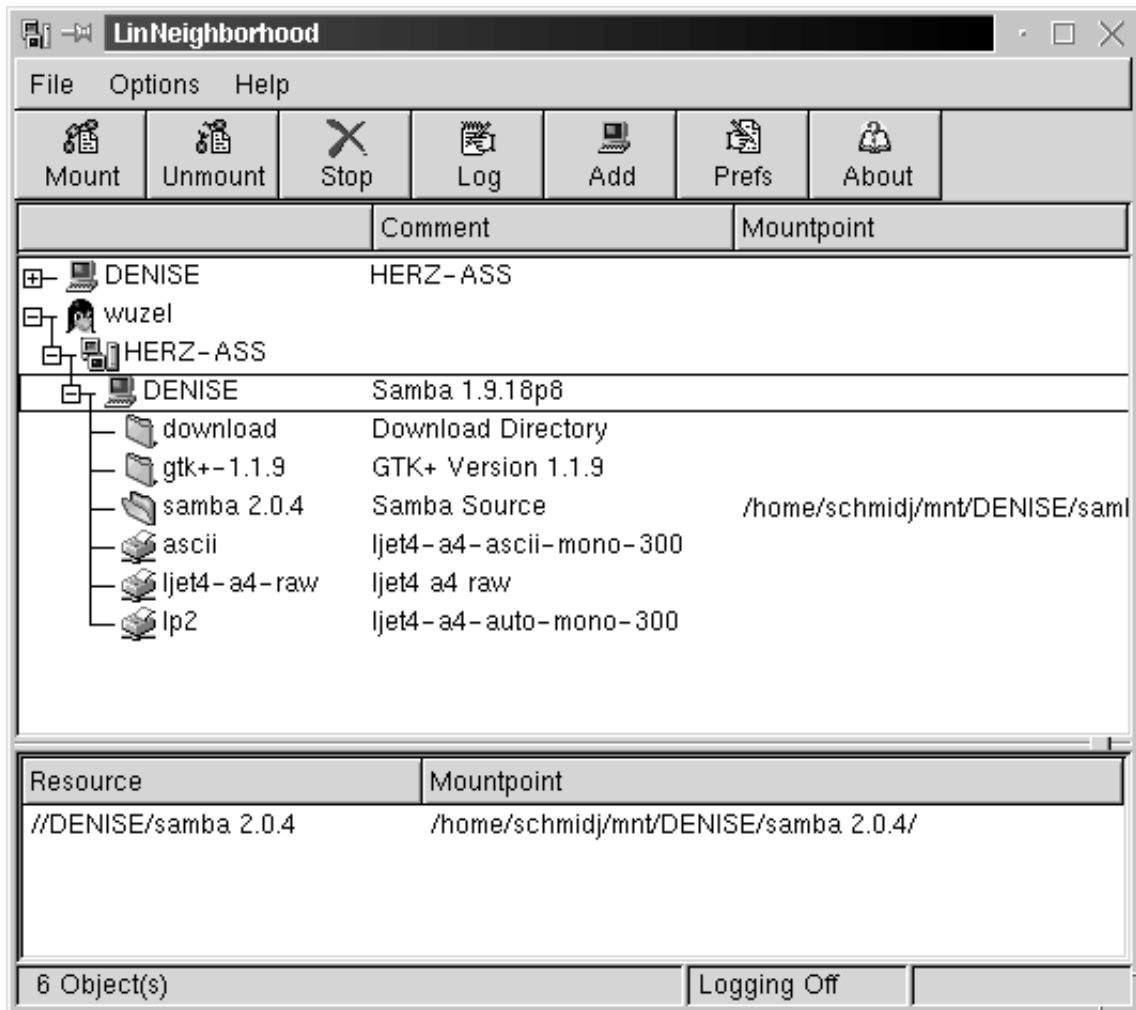 LinNeighborhood
File Options Help
Mount Unmount Stop Log Add Prefs About
Comment Mountpoint
DENISE HERZ-ASS
wuzel
HERZ-ASS
DENISE Samba 1.9.18p8
download Download Directory
gtk+-1.1.9 GTK+ Version 1.1.9
samba 2.0.4 Samba Source /home/schmidj/mnt/DENISE/saml
ascii ljet4-a4-ascii-mono-300
ljet4-a4-raw ljet4 a4 raw
lp2 ljet4-a4-auto-mono-300
Resource Mountpoint
//DENISE/samba 2.0.4 /home/schmidj/mnt/DENISE/samba 2.0.4/
6 Object(s) Logging Off